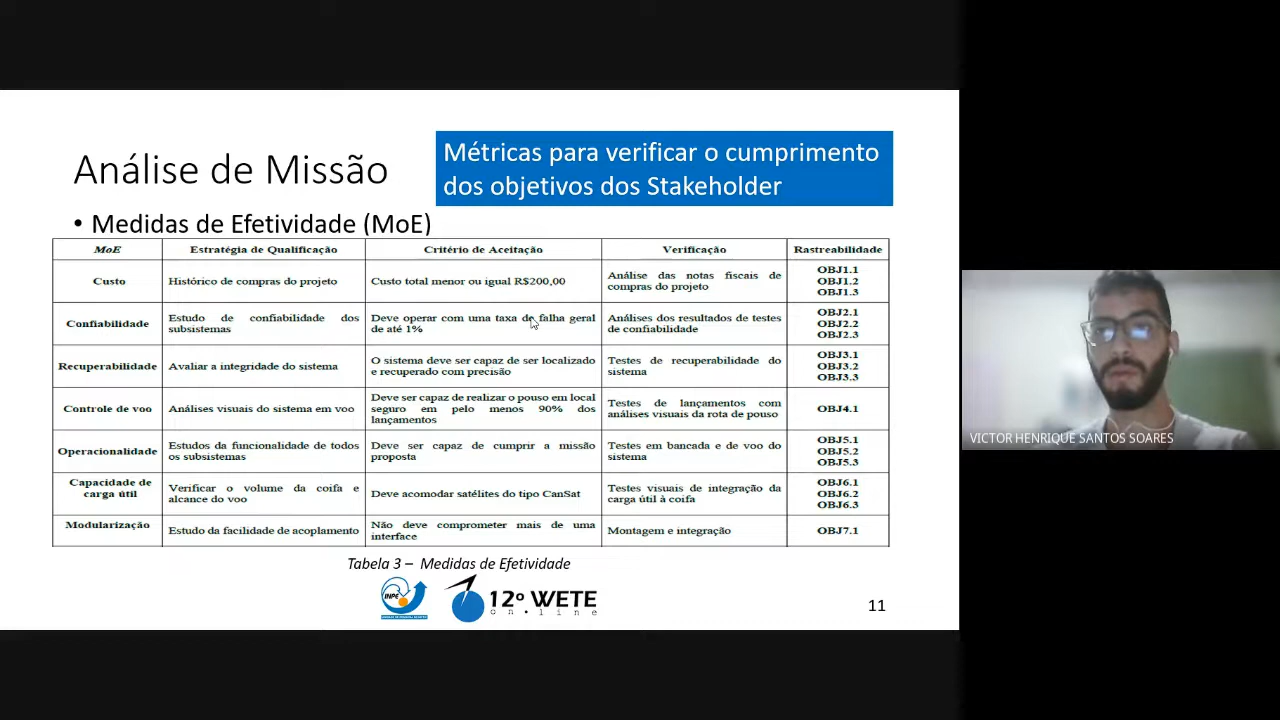 Análise de Missão
Métricas para verificar o cumprimento
dos objetivos dos Stakeholder
• Medidas de Efetividade (MoE)
MoE
Estratégia de Qualificação
Critério de Aceitação
Verificação
Rastreabilidade
Custo
Histórico de compras do projeto
Custo total menor ou igual R$200,00
Análise das notas fiscais de
compras do projeto
OBJ1.1
OBJ1.2
OBJ1.3
Confiabilidade
Estudo de confiabilidade dos
subsistemas
Deve operar com uma taxa de falha geral
de até 1%
Análises dos resultados de testes
de confiabilidade
OBJ2.1
OBJ2.2
OBJ2.3
Recuperabilidade
Avaliar a integridade do sistema
O sistema deve ser capaz de ser localizado
e recuperado com precisão
Testes de recuperabilidade do
sistema
OBJ3.1
OBJ3.2
OBJ3.3
Controle de voo
Análises visuais do sistema em voo
Deve ser capaz de realizar o pouso em local
seguro em pelo menos 90% dos
lançamentos
Testes de lançamentos com
análises visuais da rota de pouso
OBJ4.1
Operacionalidade
Estudos da funcionalidade de todos
os subsistemas
Deve ser capaz de cumprir a missão
proposta
Testes em bancada e de voo do
sistema
OBJ5.1
OBJ5.2
OBJ5.3
Capacidade de
carga útil
Verificar o volume da coifa e
alcance do voo
Deve acomodar satélites do tipo CanSat
Testes visuais de integração da
carga útil à coifa
OBJ6.1
OBJ6.2
OBJ6.3
Modularização
Estudo da facilidade de acoplamento
Não deve comprometer mais de uma
interface
Montagem e integração
OBJ7.1
Tabela 3 – Medidas de Efetividade
INPE
12º WETE
on.line
11
VICTOR HENRIQUE SANTOS SOARES